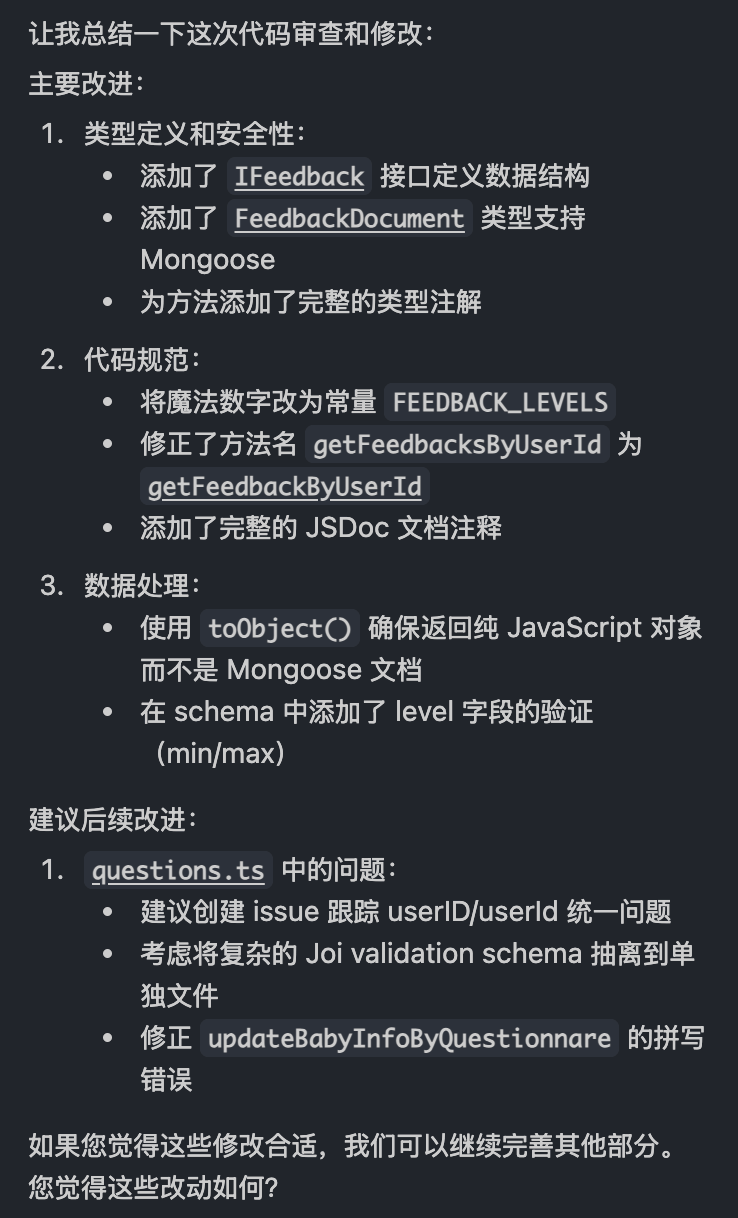 让我总结一下这次代码审查和修改：
主要改进：
1. 类型定义和安全性：
• 添加了 IFeedback 接口定义数据结构
• 添加了 FeedbackDocument 类型支持
Mongoose
• 为方法添加了完整的类型注解
2. 代码规范：
• 将魔法数字改为常量 FEEDBACK_LEVELS
• 修正了方法名 getFeedbacksByUserId 为
getFeedbackByUserId
• 添加了完整的 JSDoc 文档注释
3. 数据处理：
• 使用 toObject() 确保返回纯 JavaScript 对象
而不是 Mongoose 文档
• 在 schema 中添加了 level 字段的验证
（min/max）
建议后续改进：
1. questions.ts 中的问题：
• 建议创建 issue 跟踪 userID/userId 统一问题
• 考虑将复杂的 Joi validation schema 抽离到单
独文件
• 修正 updateBabyInfoByQuestionnare 的拼写
错误
如果您觉得这些修改合适，我们可以继续完善其他部分。
您觉得这些改动如何?